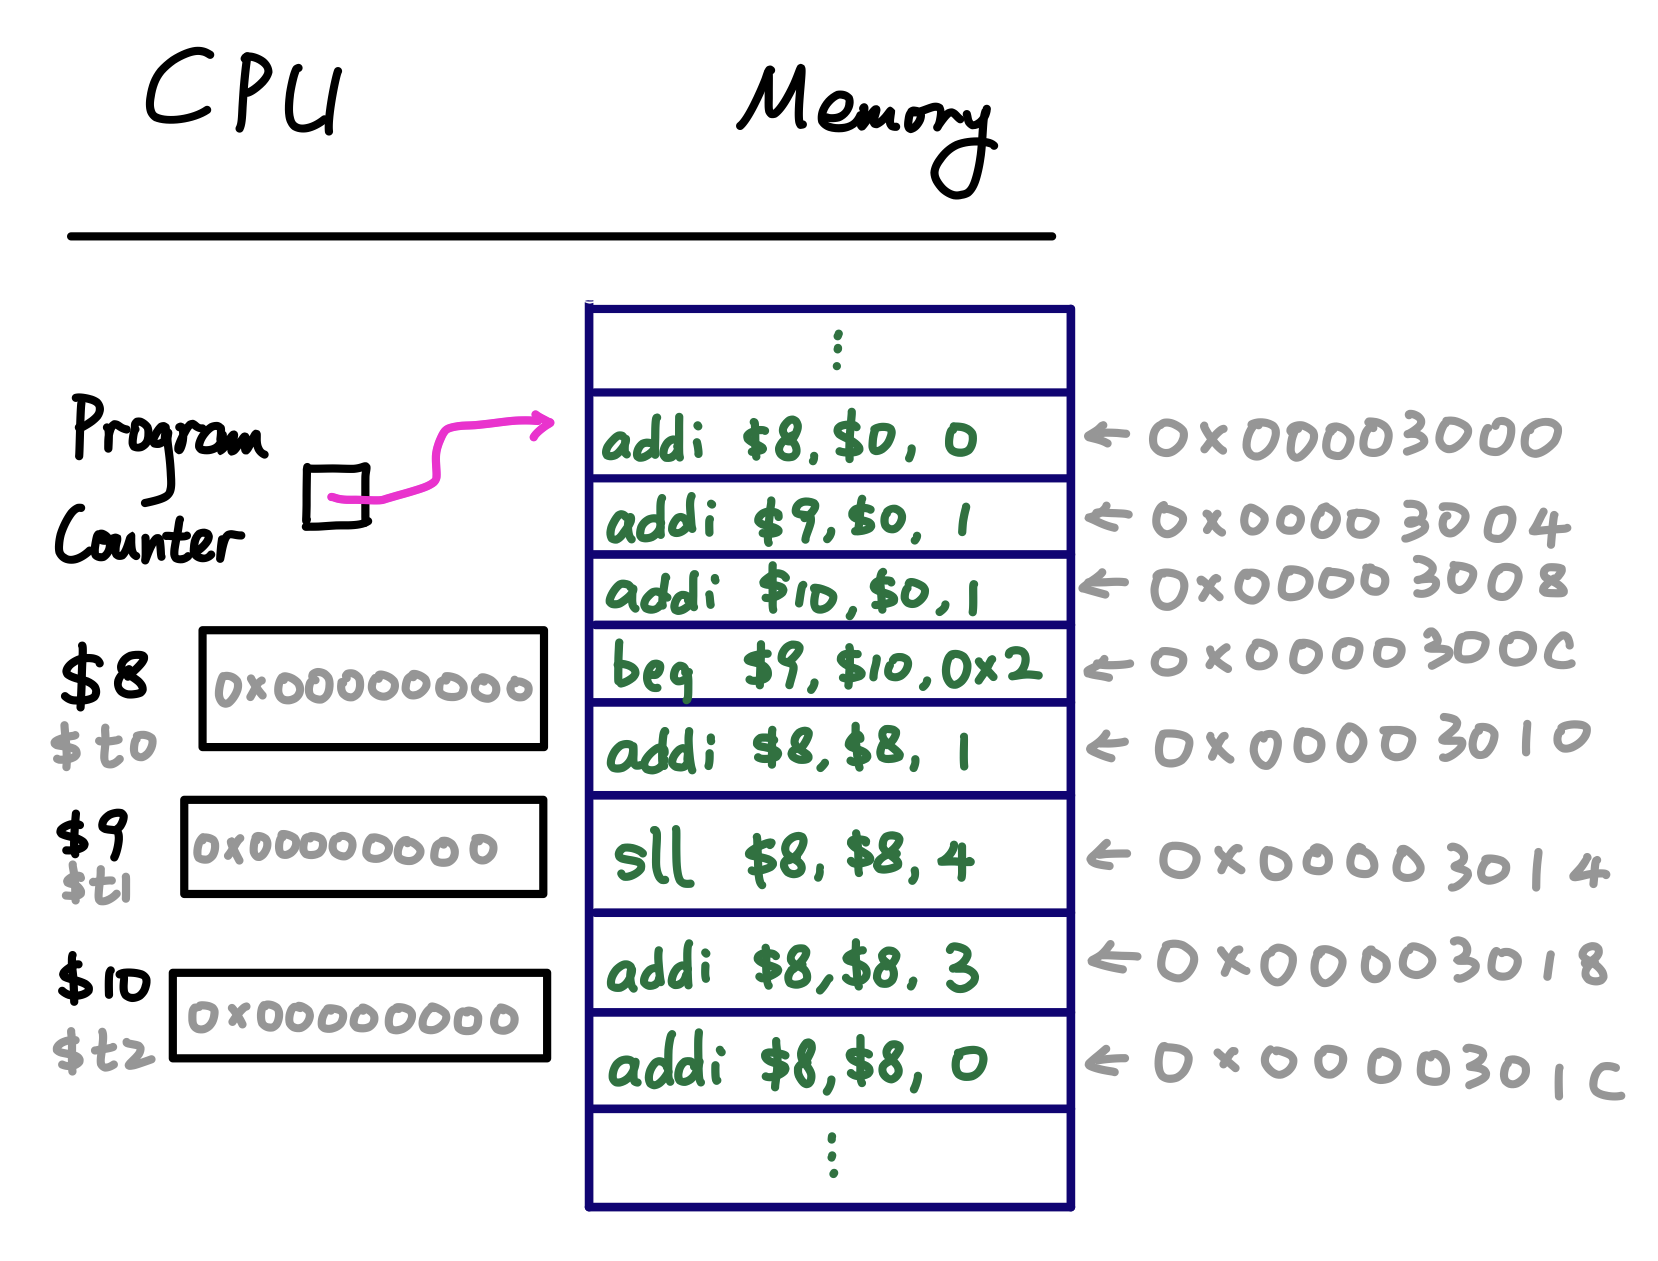 CPU Memory
⋮
addi $8, $0, 0 ← 0x00003000
addi $9, $0, 1 ← 0x00003004
addi $10, $0, 1 ← 0x00003008
beq $9, $10, 0x2 ← 0x0000300C
addi $8, $8, 1 ← 0x00003010
sll $8, $8, 4 ← 0x00003014
addi $8, $8, 3 ← 0x00003018
addi $8, $8, 0 ← 0x0000301C
⋮
Program
Counter
$8 0x00000000
$t0
$9 0x00000000
$t1
$10 0x00000000
$t2